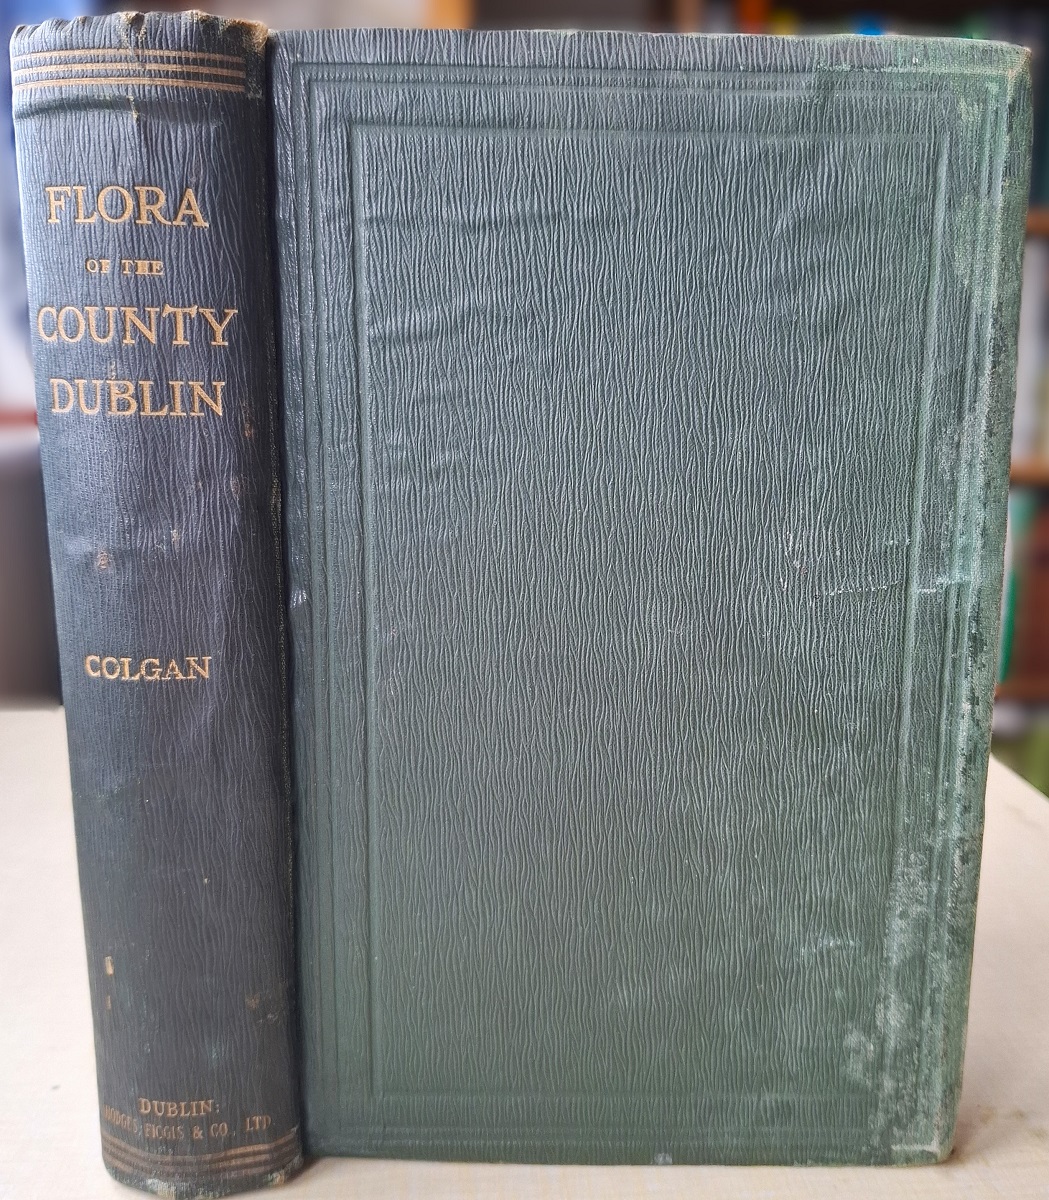 FLORA
OF THE
COUNTY
DUBLIN
COLGAN
DUBLIN:
HODGES, FIGGIS & CO., LTD